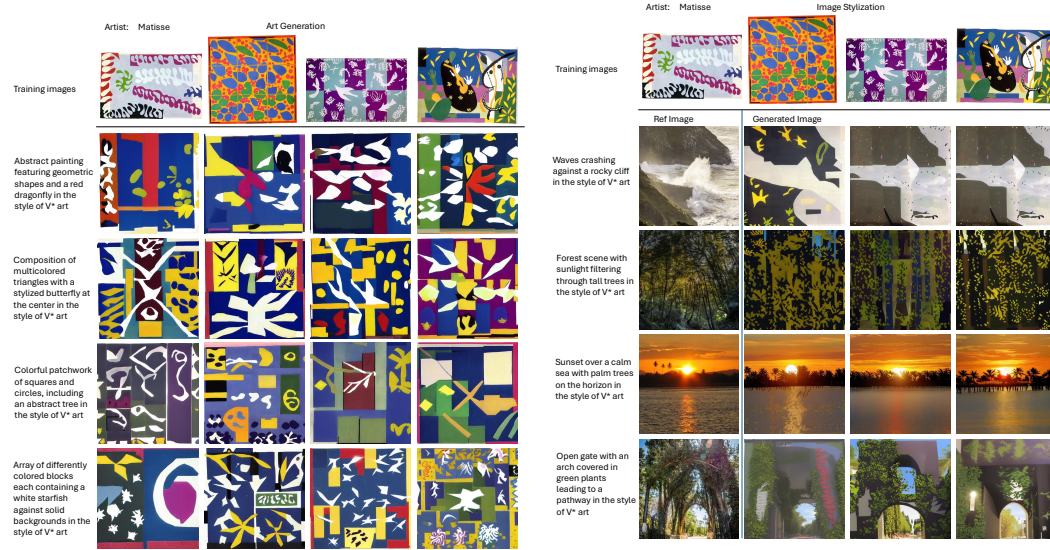 Artist: Matisse
Art Generation
Training images
Abstract painting
featuring geometric
shapes and a red
dragonfly in the
style of V* art
Composition of
multicolored
triangles with a
stylized butterfly at
the center in the
style of V* art
Colorful patchwork
of squares and
circles, including
an abstract tree in
the style of V* art
Array of differently
colored blocks
each containing a
white starfish
against solid
backgrounds in the
style of V* art
Artist: Matisse
Image Stylization
Training images
Ref Image
Generated Image
Waves crashing
against a rocky cliff
in the style of V* art
Forest scene with
sunlight filtering
through tall trees in
the style of V* art
Sunset over a calm
sea with palm trees
on the horizon in
the style of V* art
Open gate with an
arch covered in
green plants
leading to a
pathway in the style
of V* art